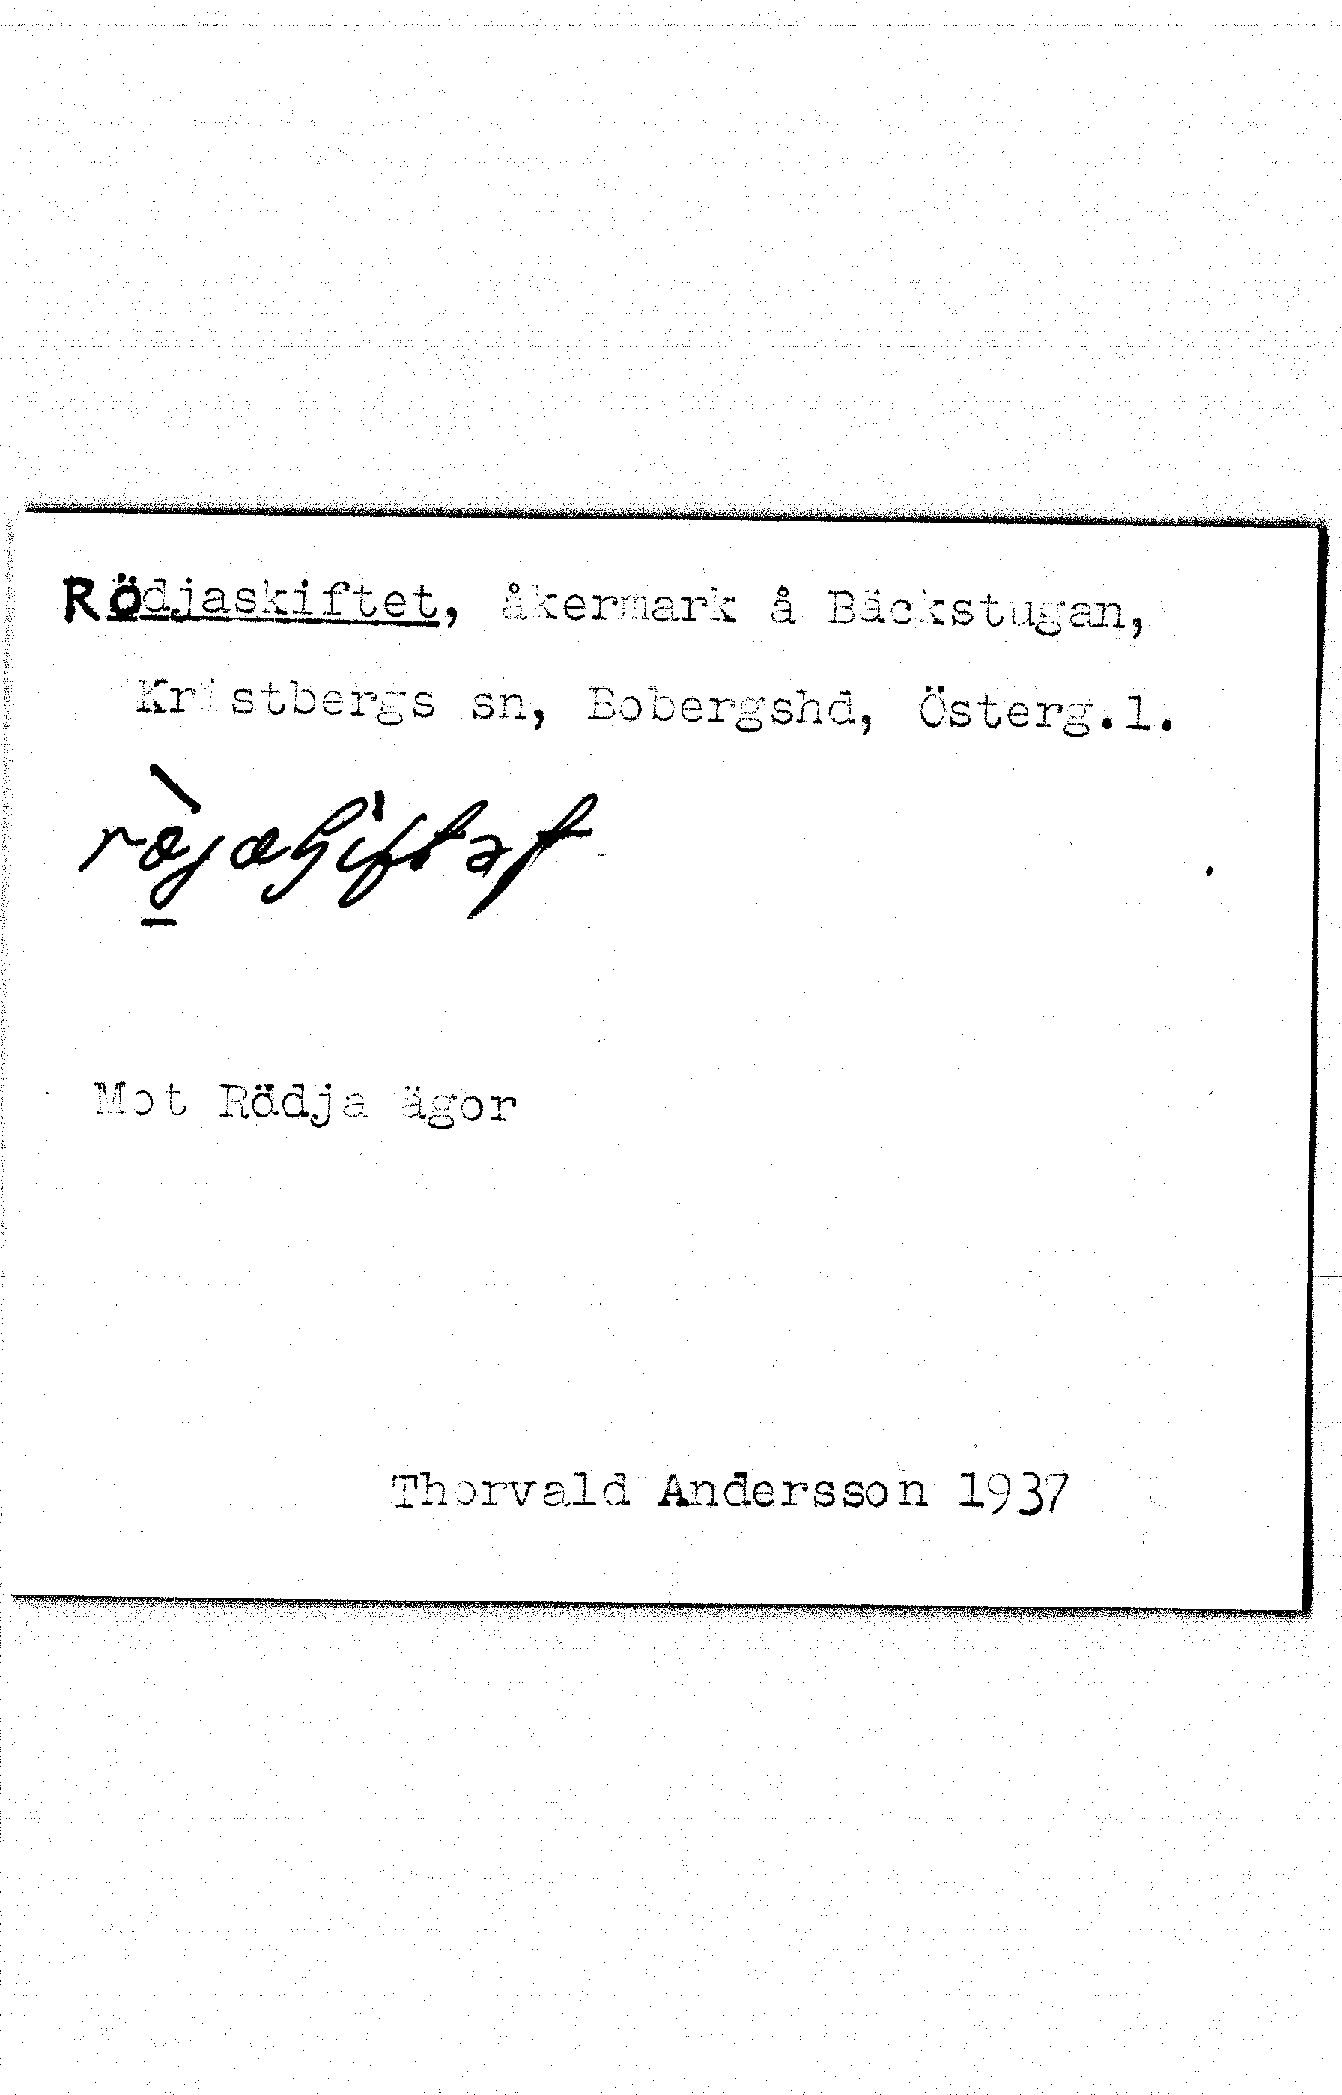 Rödjaskiftet, åkermark å Bäckstugan,
Kristbergs sn, Bobergshd, Österg.l.
Mot Rödja ägor
Thorvald Andersson 1937